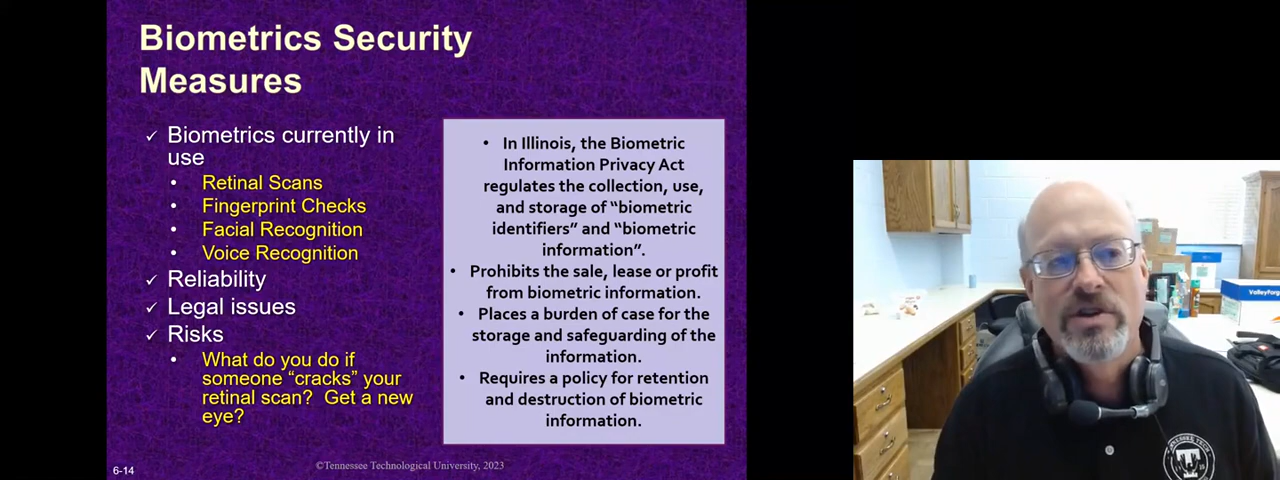 Biometrics Security
Measures
✓ Biometrics currently in
use
• Retinal Scans
• Fingerprint Checks
• Facial Recognition
• Voice Recognition
✓ Reliability
✓ Legal issues
✓ Risks
• What do you do if
someone “cracks” your
retinal scan? Get a new
eye?
• In Illinois, the Biometric
Information Privacy Act
regulates the collection, use,
and storage of “biometric
identifiers” and “biometric
information”.
• Prohibits the sale, lease or profit
from biometric information.
• Places a burden of case for the
storage and safeguarding of the
information.
• Requires a policy for retention
and destruction of biometric
information.
6-14
©Tennessee Technological University, 2023